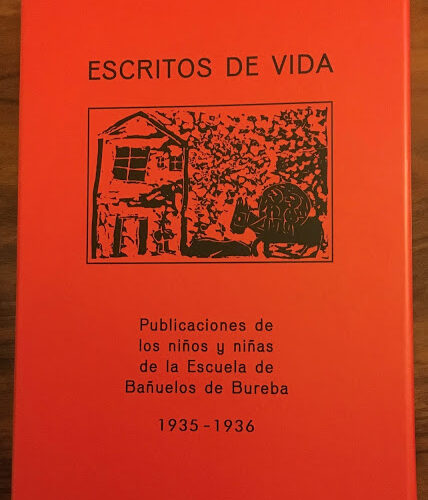 ESCRITOS DE VIDA
Publicaciones de
los niños y niñas
de la Escuela de
Bañuelos de Bureba
1935-1936